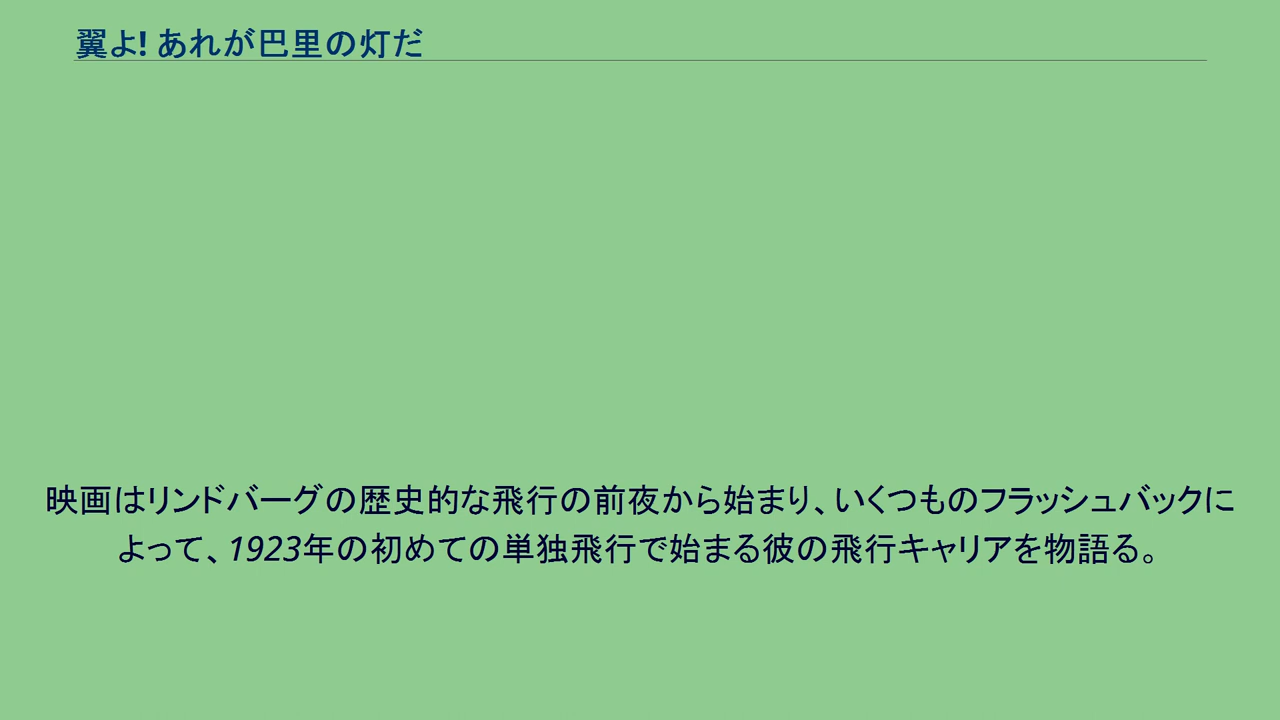 翼よ! あれが巴里の灯だ
映画はリンドバーグの歴史的な飛行の前夜から始まり、いくつものフラッシュバックに
よって、1923年の初めての単独飛行で始まる彼の飛行キャリアを物語る。